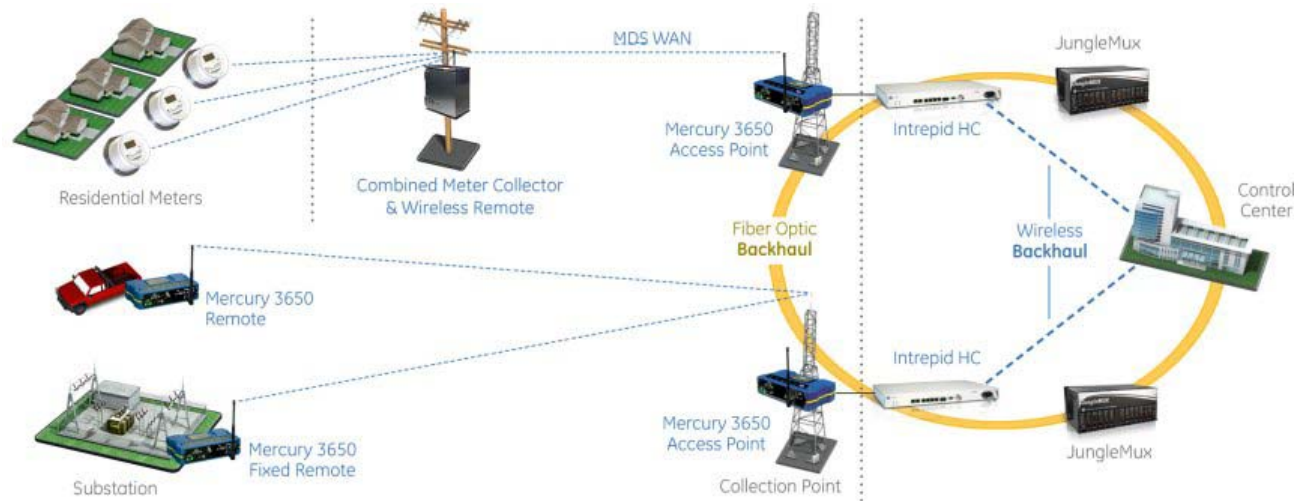 MDS WAN
JungleMux
Mercury 3650
Access Point
Intrepid HC
Residential Meters
Combined Meter Collector
& Wireless Remote
Control
Center
Fiber Optic
Backhaul
Wireless
Backhaul
Mercury 3650
Remote
Intrepid HC
Mercury 3650
Fixed Remote
Mercury 3650
Access Point
JungleMux
Substation
Collection Point